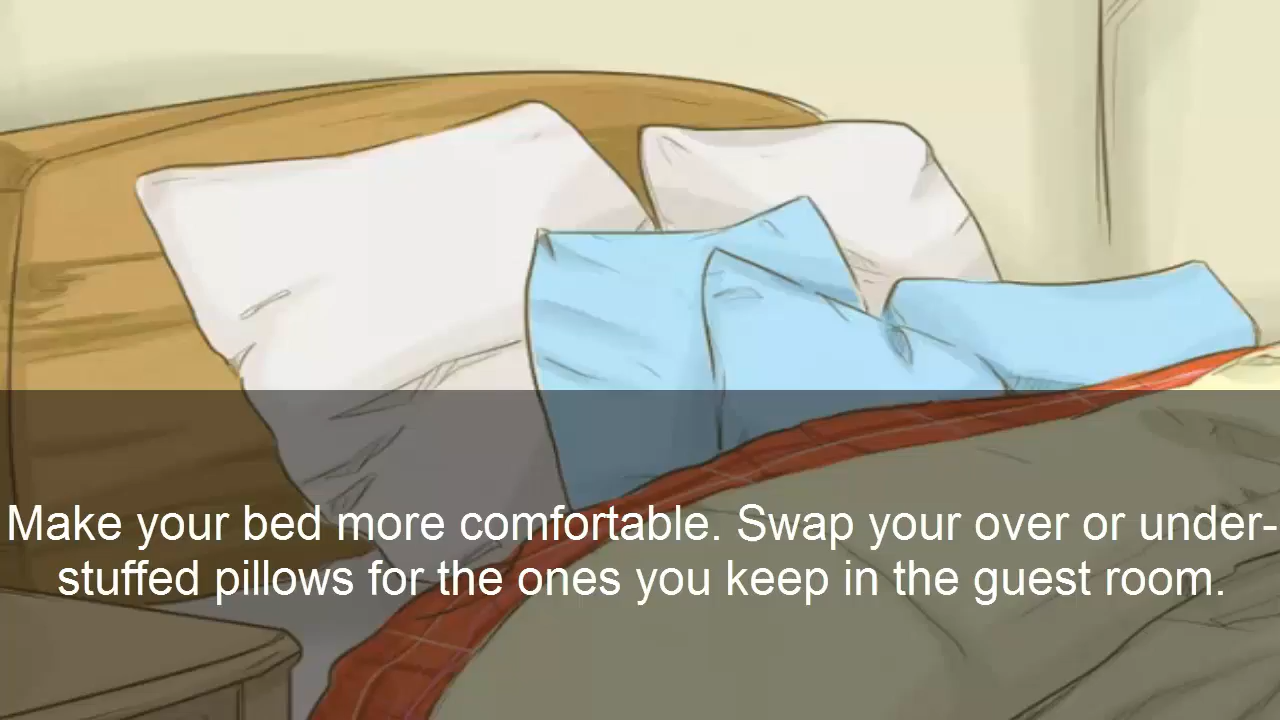 Make your bed more comfortable. Swap your over or under-
stuffed pillows for the ones you keep in the guest room.